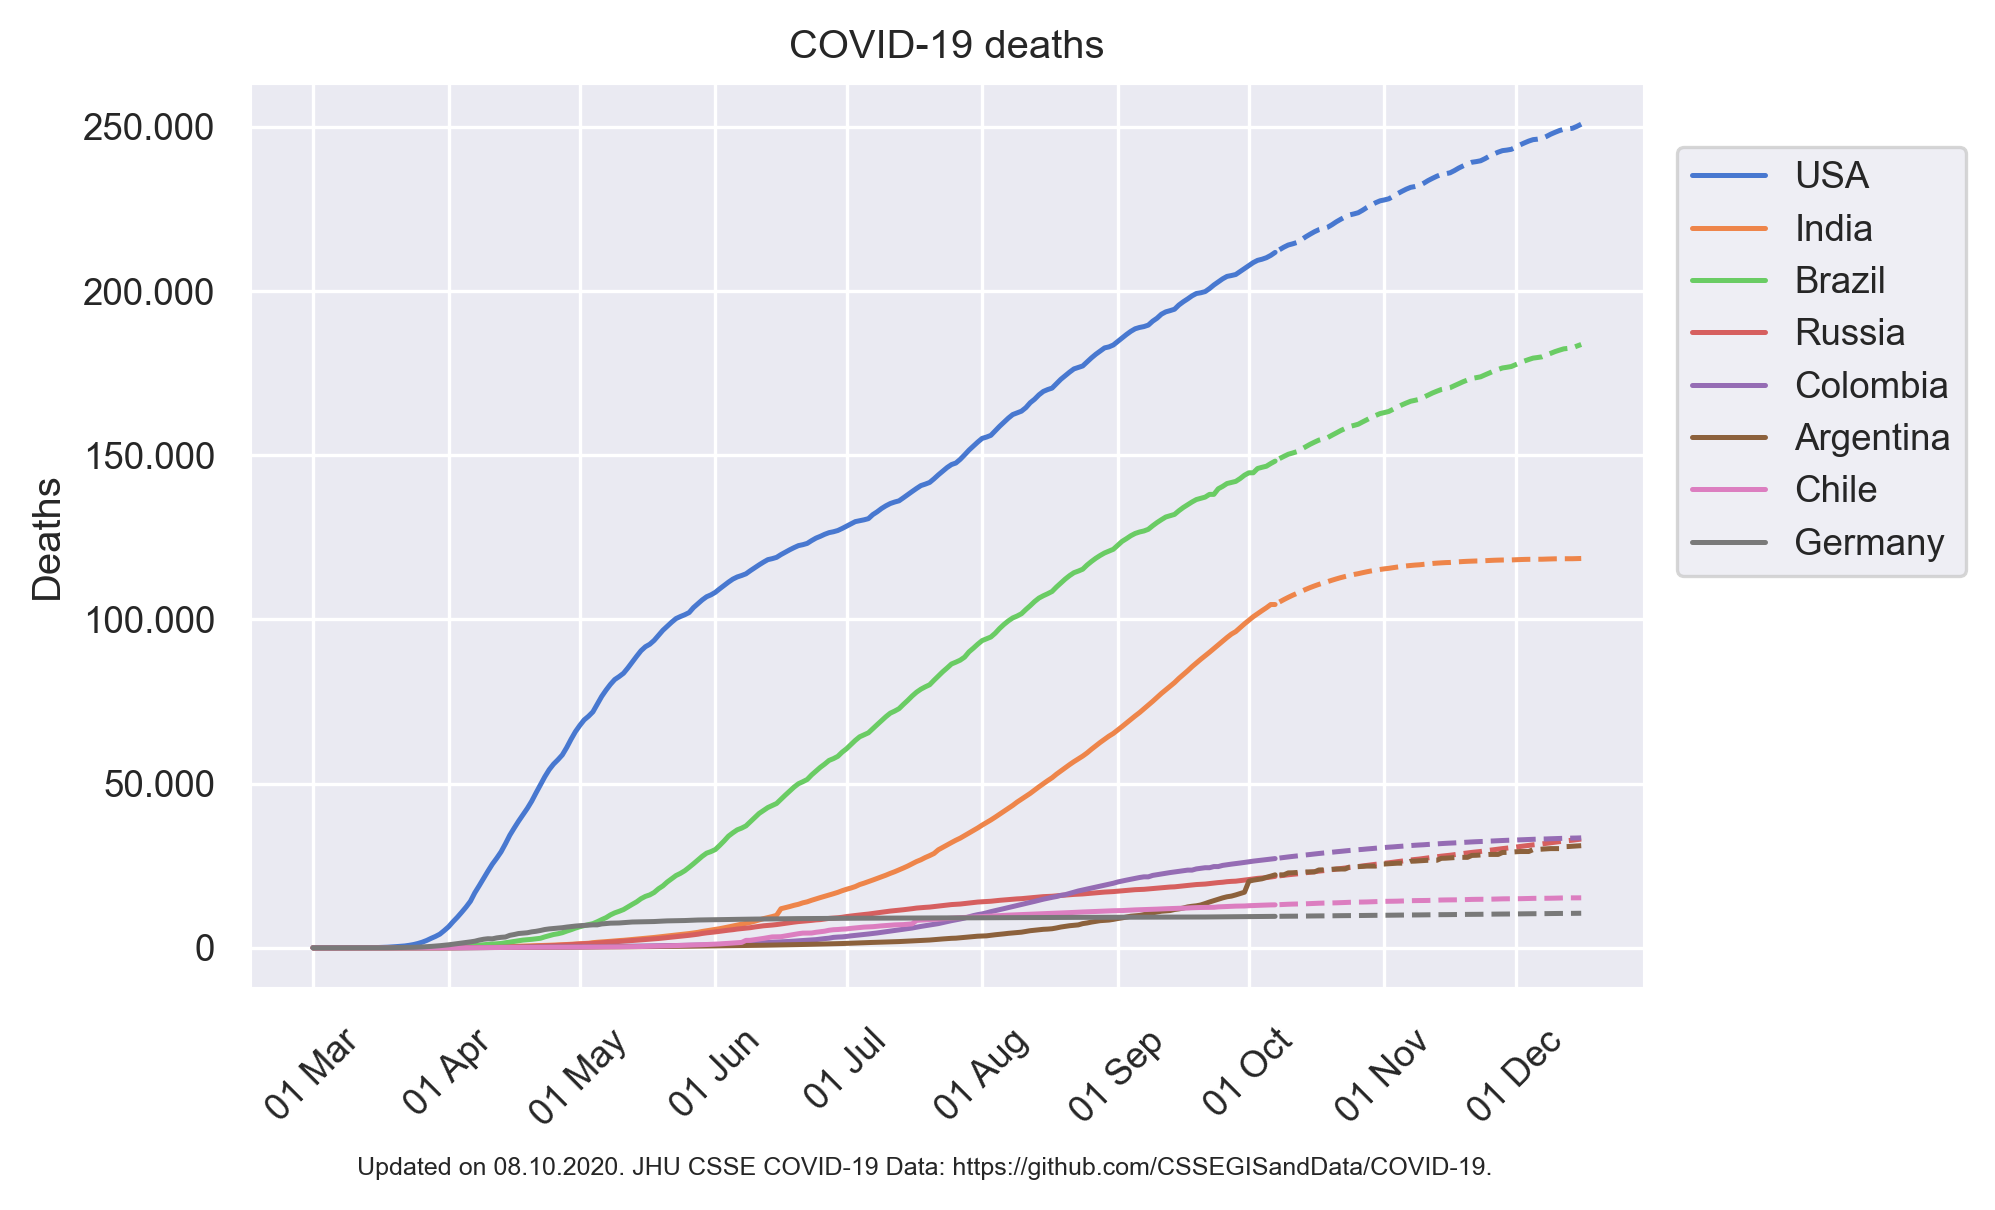 COVID-19 deaths
250.000
200.000
150.000
100.000
50.000
0
Deaths
01 Mar
01 Apr
01 May
01 Jun
01 Jul
01 Aug
01 Sep
01 Oct
01 Nov
01 Dec
USA
India
Brazil
Russia
Colombia
Argentina
Chile
Germany
Updated on 08.10.2020. JHU CSSE COVID-19 Data: https://github.com/CSSEGISandData/COVID-19.